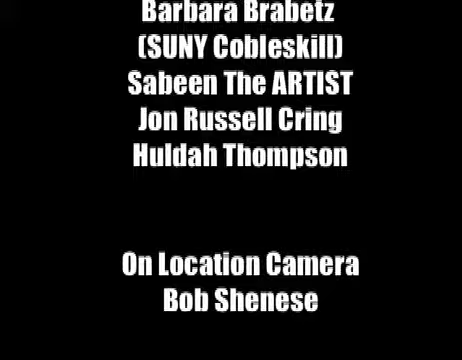 Barbara Brabetz
(SUNY Cobleskill)
Sabeen The ARTIST
Jon Russell Cring
Huldah Thompson
On Location Camera
Bob Shenese